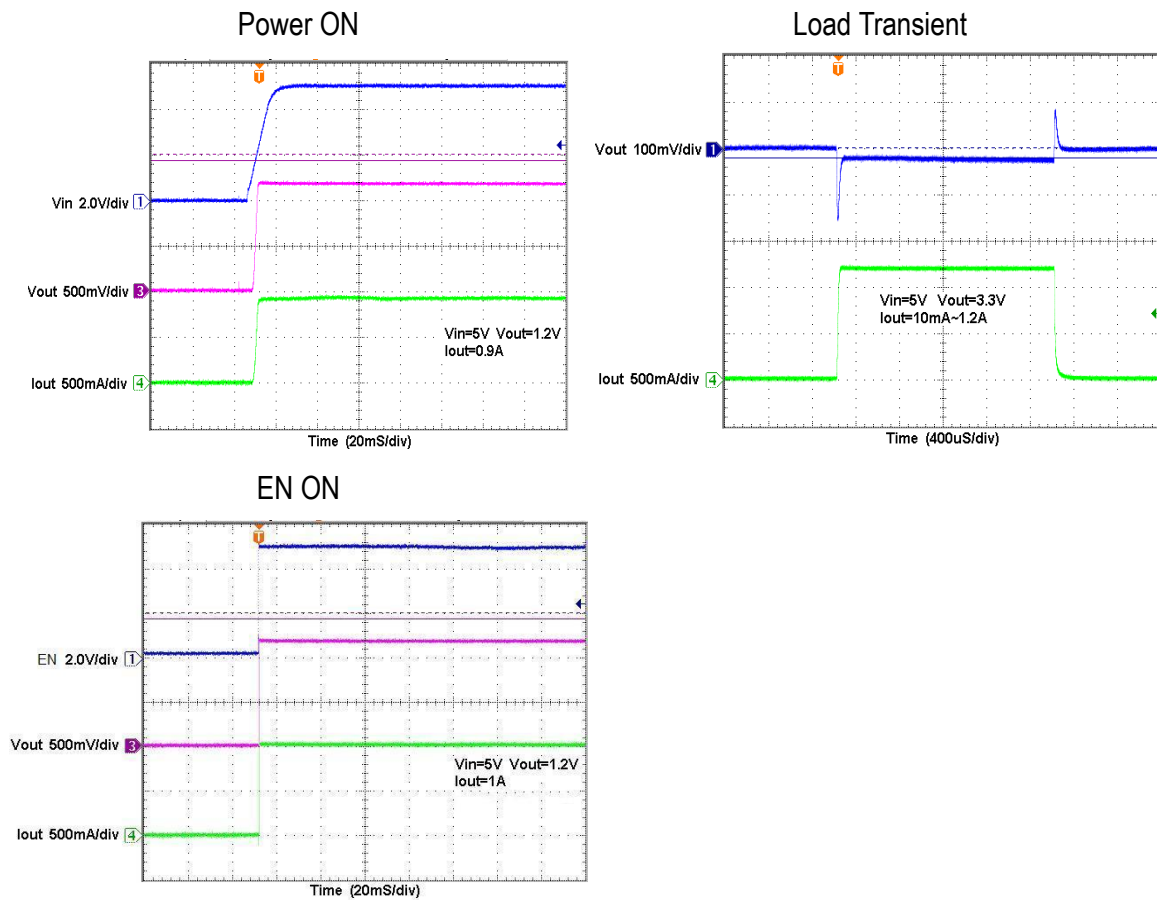 Power ON
T
Vin 2.0V/div 1
Vout 500mV/div 3
Vin=5V Vout=1.2V
Iout=0.9A
Iout 500mA/div 4
Time (20mS/div)
Load Transient
T
Vout 100mV/div 1
Vin=5V Vout=3.3V
Iout=10mA~1.2A
Iout 500mA/div 4
Time (400uS/div)
EN ON
T
EN 2.0V/div 1
Vout 500mV/div 3
Vin=5V Vout=1.2V
Iout=1A
Iout 500mA/div 4
Time (20mS/div)